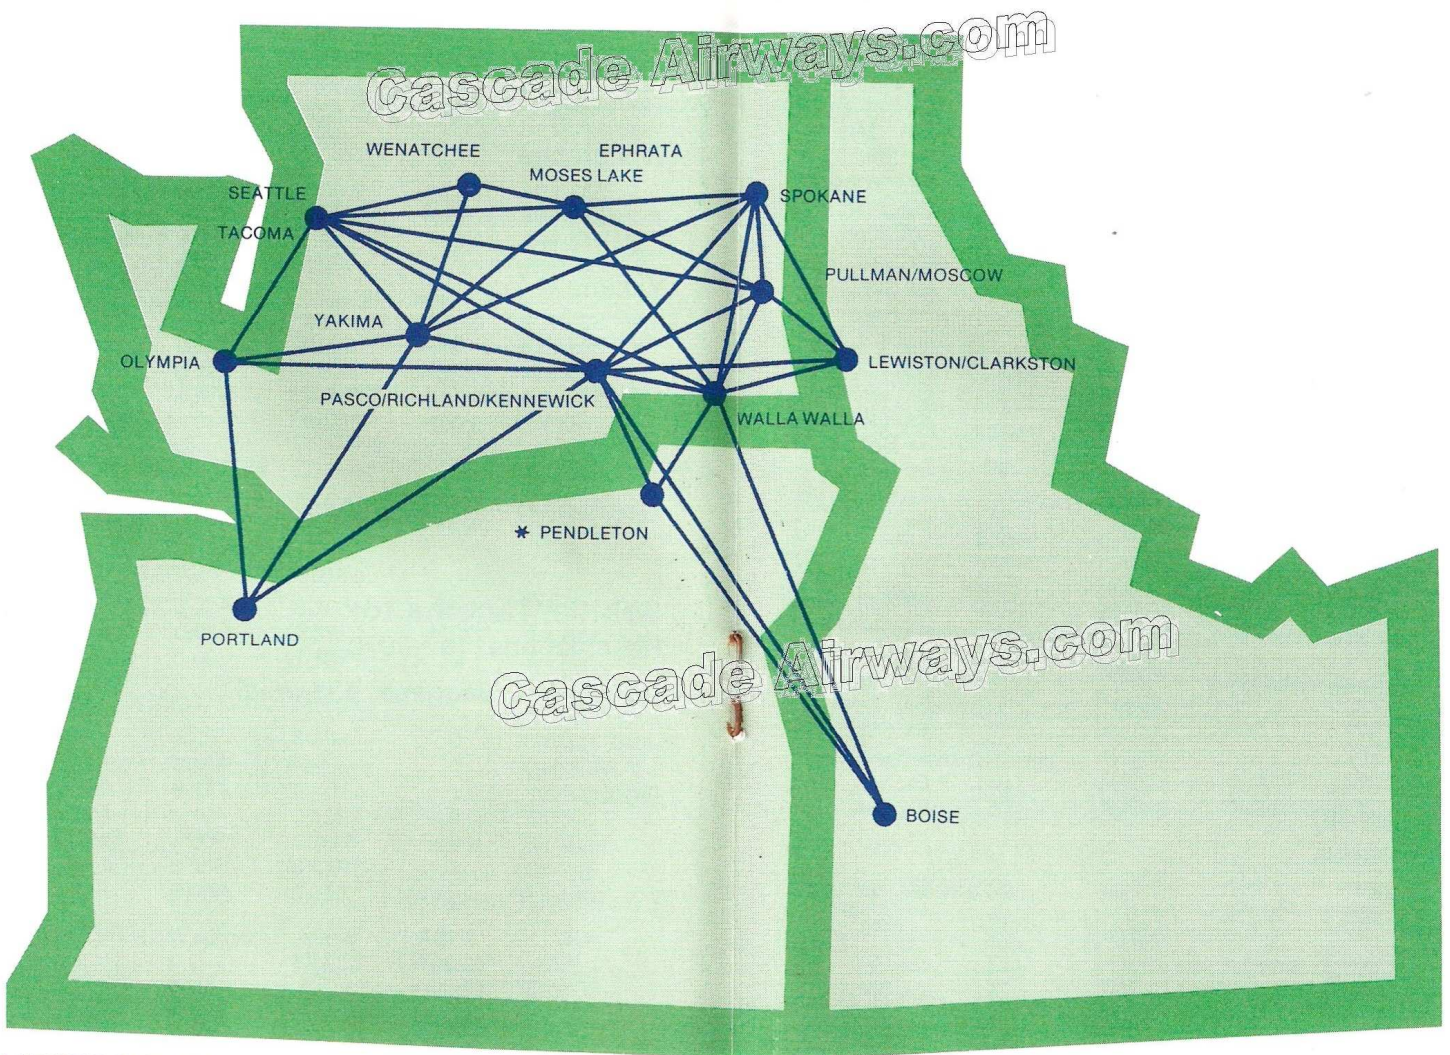 Cascade Airways.com
WENATCHEE
EPHRATA
MOSES LAKE
SEATTLE
TACOMA
SPOKANE
PULLMAN/MOSCOW
YAKIMA
OLYMPIA
LEWISTON/CLARKSTON
PASCO/RICHLAND/KENNEWICK
WALLA WALLA
* PENDLETON
PORTLAND
Cascade Airways.com
BOISE